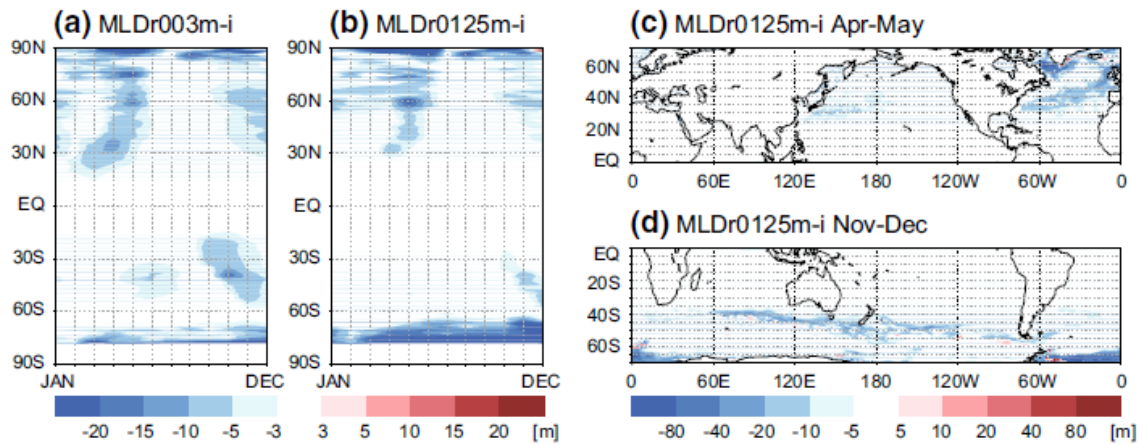 (a) MLDr003m-i
(b) MLDr0125m-i
90N
60N
30N
EQ
30S
60S
90S
JAN DEC
90N
60N
30N
EQ
30S
60S
90S
JAN DEC
-20 -15 -10 -5 -3
3 5 10 15 20 [m]
(c) MLDr0125m-i Apr-May
60N
40N
20N
EQ
0 60E 120E 180 120W 60W 0
(d) MLDr0125m-i Nov-Dec
EQ
20S
40S
60S
0 60E 120E 180 120W 60W 0
-80 -40 -20 -10 -5
5 10 20 40 80 [m]